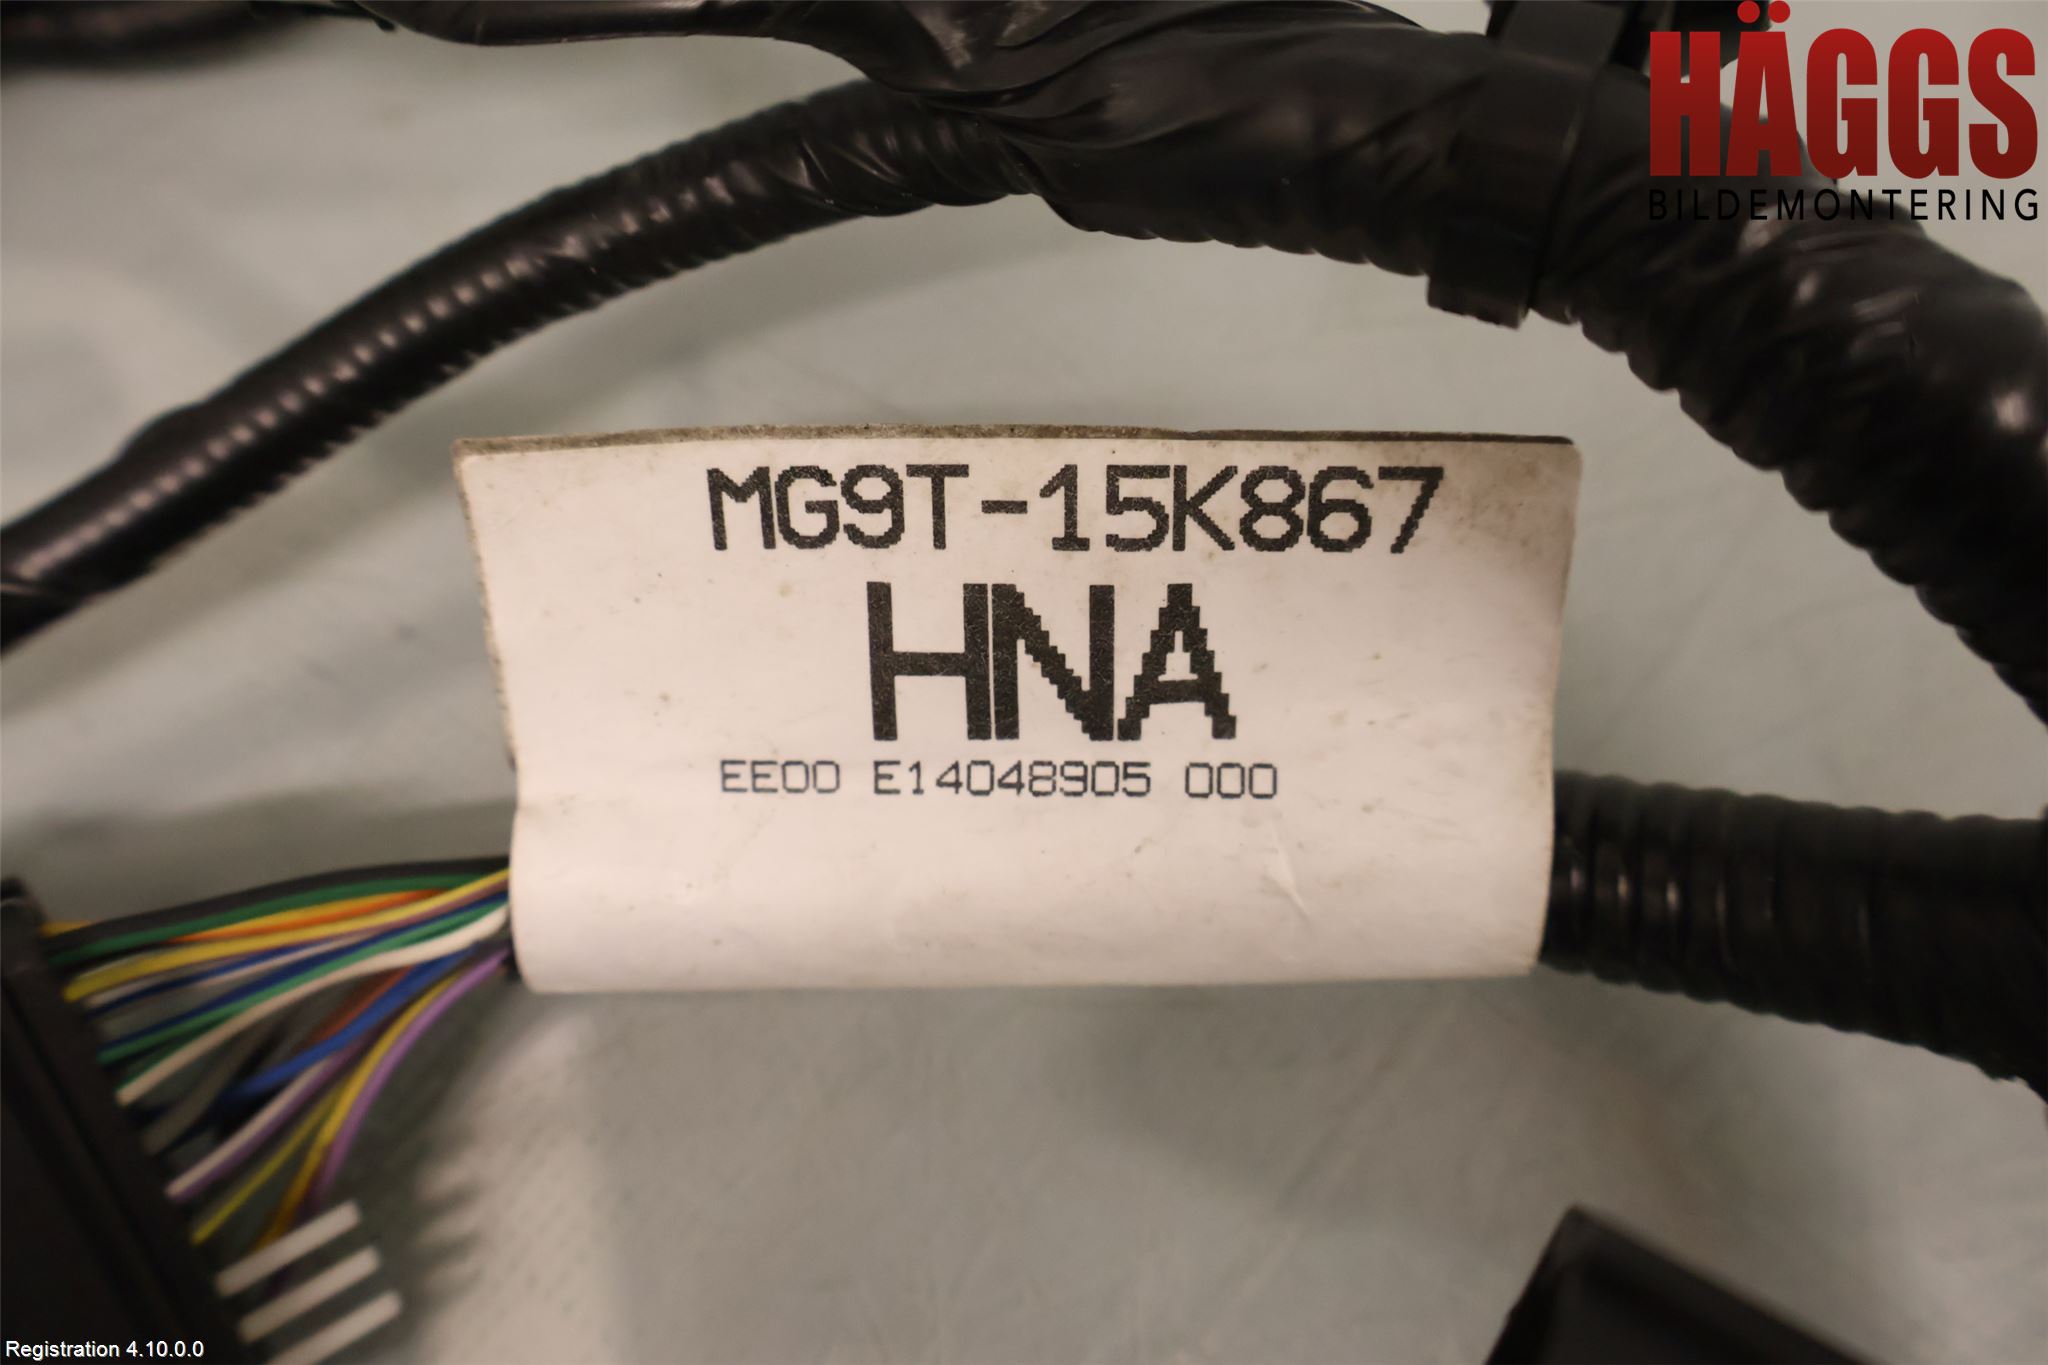 HÄGGS
BILDEMONTERING
MG9T-15K867
HNA
EE00 E14048905 000
Registration 4.10.0.0